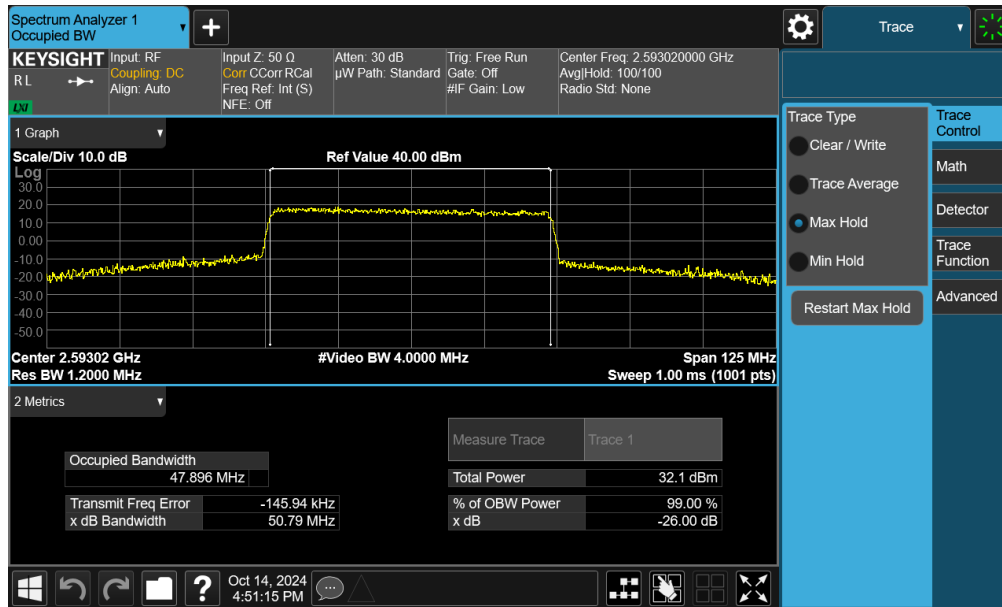 Spectrum Analyzer 1
Occupied BW
Trace
KEYSIGHT
R L
LXI
Input: RF
Coupling: DC
Align: Auto
Input Z: 50 Ω
Corr CCorr RCal
Freq Ref: Int (S)
NFE: Off
Atten: 30 dB
µW Path: Standard
Trig: Free Run
Gate: Off
#IF Gain: Low
Center Freq: 2.593020000 GHz
Avg|Hold: 100/100
Radio Std: None
1 Graph
Scale/Div 10.0 dB
Ref Value 40.00 dBm
Log
30.0
20.0
10.0
0.00
-10.0
-20.0
-30.0
-40.0
-50.0
Center 2.59302 GHz
#Video BW 4.0000 MHz
Span 125 MHz
Res BW 1.2000 MHz
Sweep 1.00 ms (1001 pts)
2 Metrics
Measure Trace
Trace 1
Occupied Bandwidth
47.896 MHz
Total Power
32.1 dBm
Transmit Freq Error
-145.94 kHz
% of OBW Power
99.00 %
x dB Bandwidth
50.79 MHz
x dB
-26.00 dB
Trace Type
Clear / Write
Trace Average
Max Hold
Min Hold
Restart Max Hold
Trace
Control
Math
Detector
Trace
Function
Advanced
?
Oct 14, 2024
4:51:15 PM